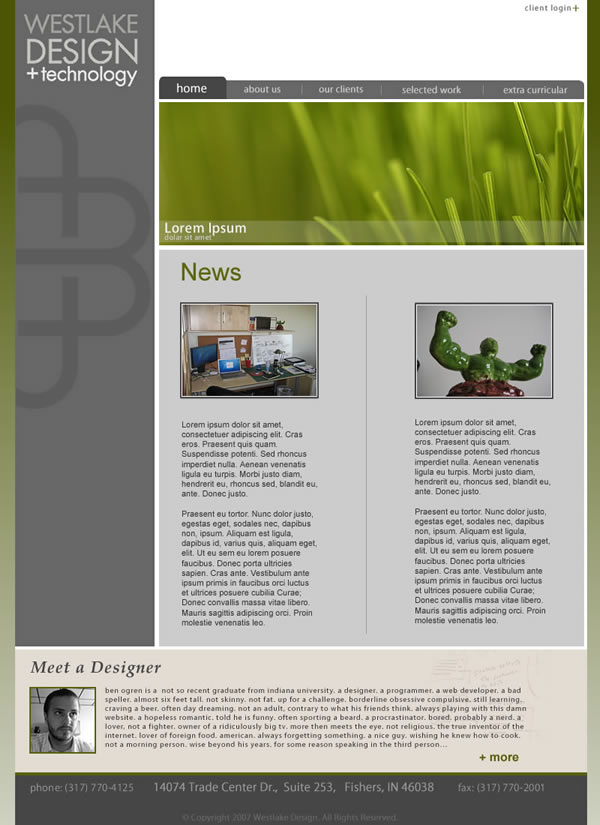 client login+
WESTLAKE
DESIGN
+technology
home
about us
our clients
selected work
extra curricular
Lorem Ipsum
dolar sit amet
News
Lorem ipsum dolor sit amet,
consectetuer adipiscing elit. Cras
eros. Praesent quis quam.
Suspendisse potenti. Sed rhoncus
imperdiet nulla. Aenean venenatis
ligula eu turpis. Morbi justo diam,
hendrerit eu, rhoncus sed, blandit eu,
ante. Donec justo.
Praesent eu tortor. Nunc dolor justo,
egestas eget, sodales nec, dapibus
non, ipsum. Aliquam est ligula,
dapibus id, varius quis, aliquam eget,
elit. Ut eu sem eu lorem posuere
faucibus. Donec porta ultricies
sapien. Cras ante. Vestibulum ante
ipsum primis in faucibus orci luctus
et ultrices posuere cubilia Curae;
Donec convallis massa vitae libero.
Mauris sagittis adipiscing orci. Proin
molestie venenatis leo.
Lorem ipsum dolor sit amet,
consectetuer adipiscing elit. Cras
eros. Praesent quis quam.
Suspendisse potenti. Sed rhoncus
imperdiet nulla. Aenean venenatis
ligula eu turpis. Morbi justo diam,
hendrerit eu, rhoncus sed, blandit eu,
ante. Donec justo.
Praesent eu tortor. Nunc dolor justo,
egestas eget, sodales nec, dapibus
non, ipsum. Aliquam est ligula,
dapibus id, varius quis, aliquam eget,
elit. Ut eu sem eu lorem posuere
faucibus. Donec porta ultricies
sapien. Cras ante. Vestibulum ante
ipsum primis in faucibus orci luctus
et ultrices posuere cubilia Curae;
Donec convallis massa vitae libero.
Mauris sagittis adipiscing orci. Proin
molestie venenatis leo.
Meet a Designer
ben ogren is a not so recent graduate from indiana university. a designer. a programmer. a web developer. a bad
speller. almost six feet tall. not skinny. not fat. up for a challenge. borderline obsessive compulsive. still learning.
craving a beer. often day dreaming. not an adult, contrary to what his friends think. always playing with this damn
website. a hopeless romantic. told he is funny. often sporting a beard. a procrastinator. bored. probably a nerd. a
lover, not a fighter. owner of a ridiculously big tv. more then meets the eye. not religious. the true inventor of the
internet. lover of foreign food. american. always forgetting something. a nice guy. wishing he knew how to cook.
not a morning person. wise beyond his years. for some reason speaking in the third person...
+ more
phone: (317) 770-4125
14074 Trade Center Dr., Suite 253, Fishers, IN 46038
fax: (317) 770-2001
© Copyright 2007 Westlake Design. All Rights Reserved.